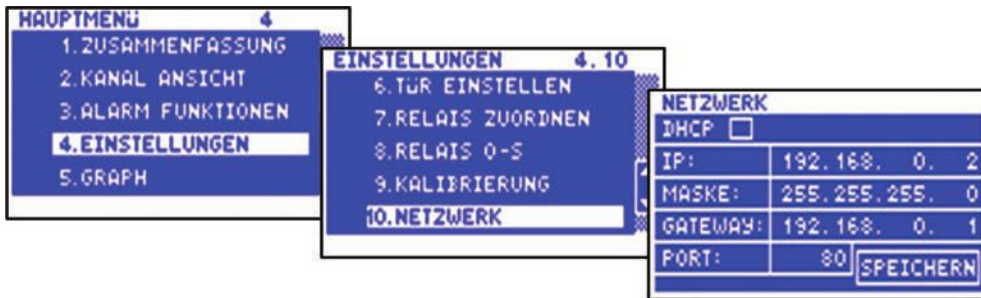 HAUPTMENÜ 4
1.ZUSAMMENFASSUNG
2.KANAL ANSICHT
3.ALARM FUNKTIONEN
4.EINSTELLUNGEN
5.GRAPH
EINSTELLUNGEN 4.10
6.TÜR EINSTELLEN
7.RELAIS ZUORDNEN
8.RELAIS O-S
9.KALIBRIERUNG
10.NETZWERK
NETZWERK
DHCP
IP: 192.168. 0. 2
MASKE: 255.255.255. 0
GATEWAY: 192.168. 0. 1
PORT: 80 SPEICHERN